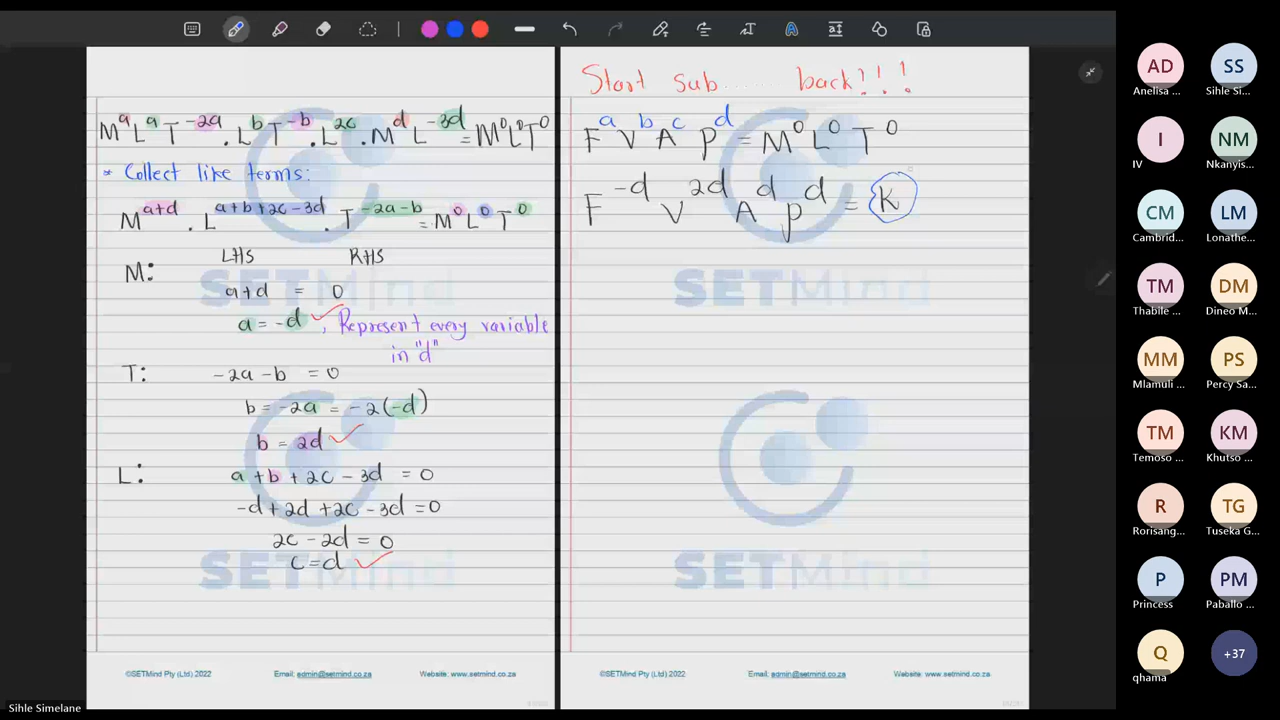 M^a L^a T^-2a . L^b T^-b . L^2c . M^d L^-3d = M^0 L^0 T^0
* Collect like terms:
M^a+d . L^a+b+2c-3d . T^-2a-b = M^0 L^0 T^0
LHS RHS
M:
a+d = 0
a = -d , Represent every variable
in "d"
T: -2a -b = 0
b = -2a = -2(-d)
b = 2d
L: a + b + 2c - 3d = 0
-d + 2d + 2c - 3d = 0
2c - 2d = 0
c = d
SETMind
SETMind
©SETMind Pty (Ltd) 2022 Email: admin@setmind.co.za Website: www.setmind.co.za
Start sub ..... back!!!
F^a V^b A^c P^d = M^0 L^0 T^0
F^-d V^2d A^d P^d = K
SETMind
SETMind
©SETMind Pty (Ltd) 2022 Email: admin@setmind.co.za Website: www.setmind.co.za
AD SS
Anelisa ... Sihle Si...
I NM
IV Nkanyis...
CM LM
Cambrid... Lonathe...
TM DM
Thabile ... Dineo M...
MM PS
Mlamuli ... Percy Sa...
TM KM
Temoso ... Khutso ...
R TG
Rorisang... Tuseka G...
P PM
Princess Paballo ...
Q +37
qhama
Sihle Simelane